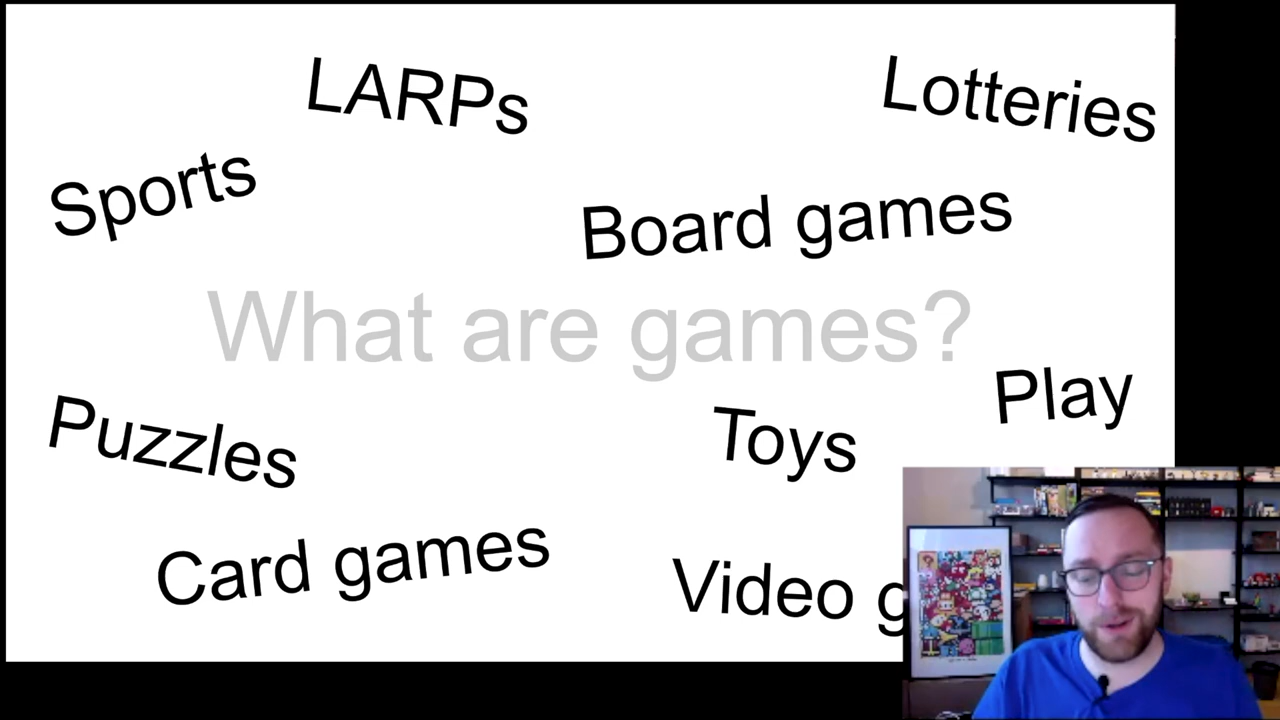 LARPs
Lotteries
Sports
Board games
What are games?
Play
Puzzles
Toys
Card games
Video g